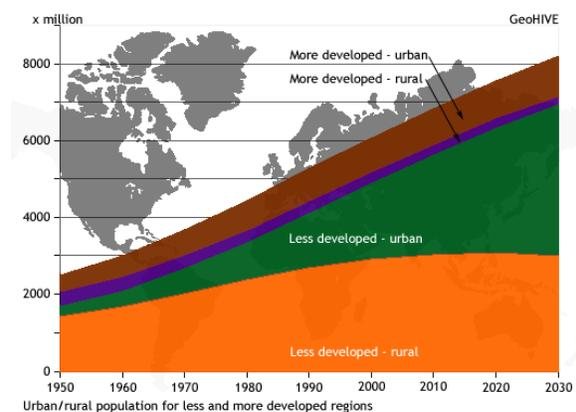 x million GeoHIVE
More developed - urban
8000
More developed - rural
6000
4000
Less developed - urban
2000
Less developed - rural
0
1950 1960 1970 1980 1990 2000 2010 2020 2030
Urban/rural population for less and more developed regions